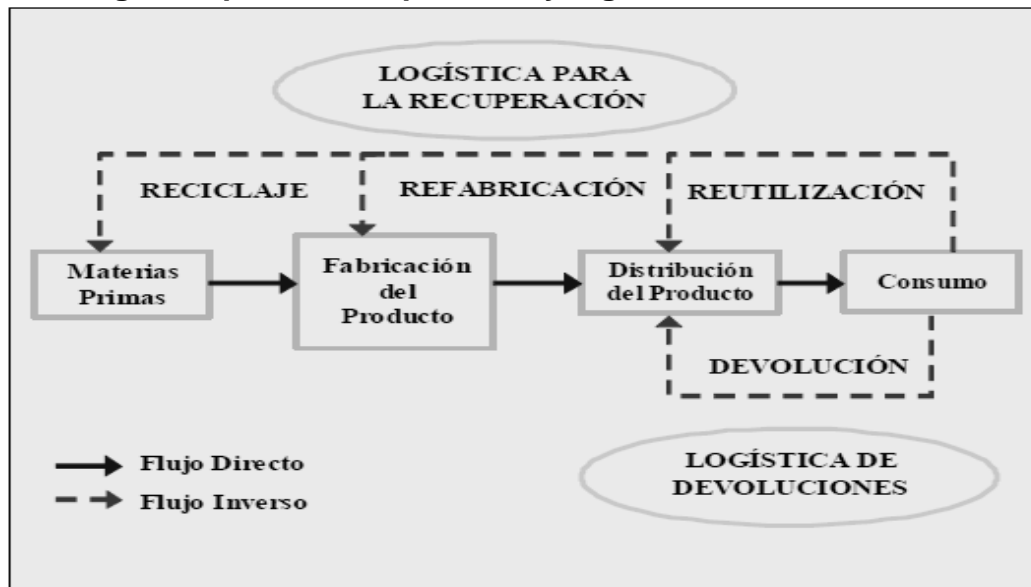 LOGÍSTICA PARA
LA RECUPERACIÓN
RECICLAJE
REFABRICACIÓN
REUTILIZACIÓN
Materias
Primas
Fabricación
del
Producto
Distribución
del Producto
Consumo
DEVOLUCIÓN
Flujo Directo
Flujo Inverso
LOGÍSTICA DE
DEVOLUCIONES